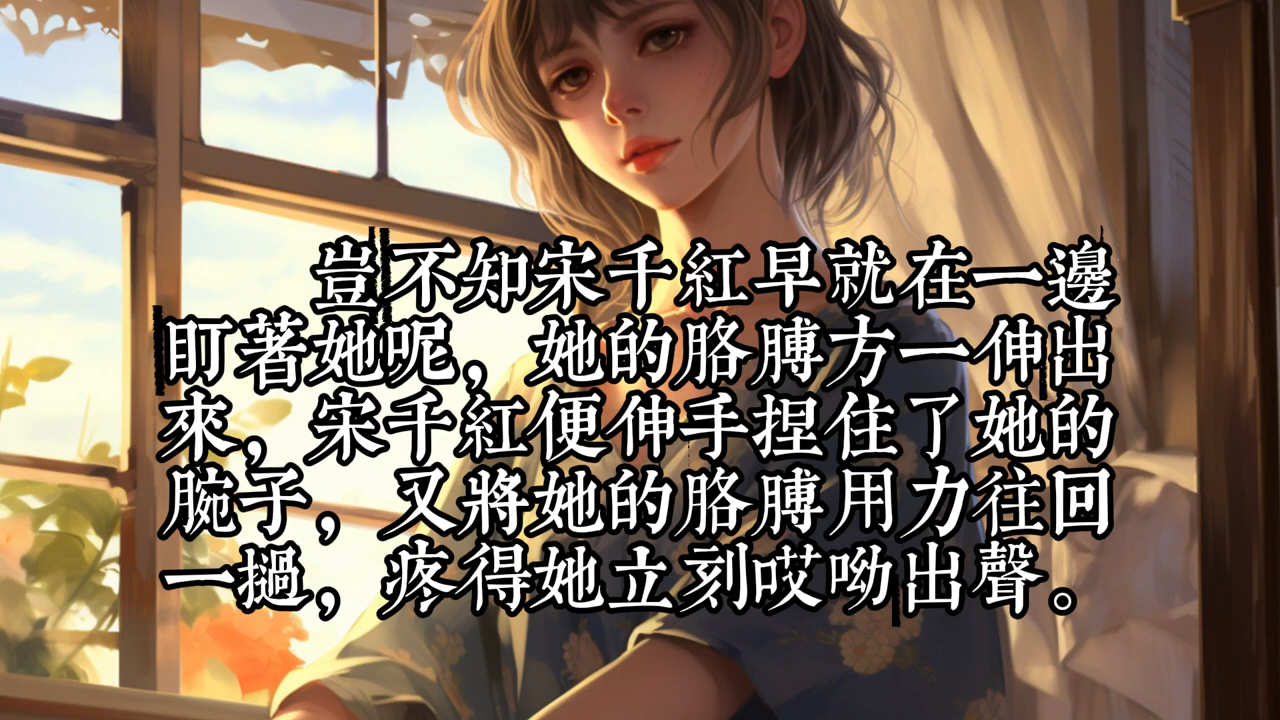 豈不知宋千紅早就在一邊
盯著她呢，她的胳膊方一伸出
來，宋千紅便伸手捏住了她的
腕子，又將她的胳膊用力往回
一撾，疼得她立刻哎呦出聲。